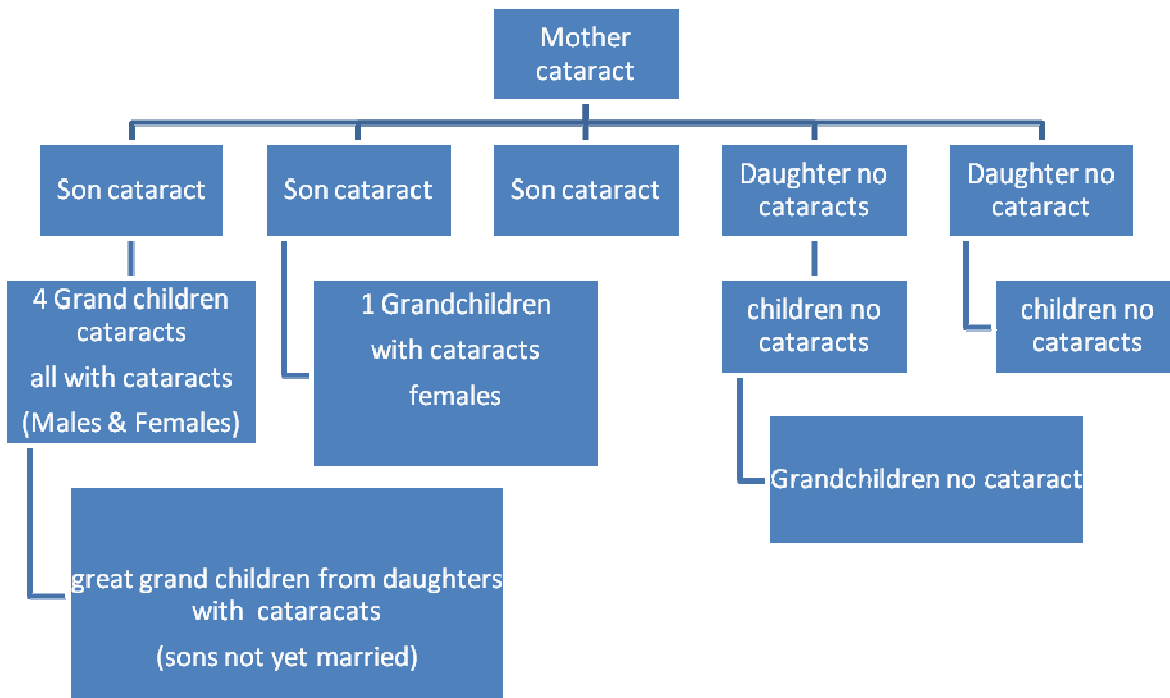 Mother
cataract
Son cataract
Son cataract
Son cataract
Daughter no
cataracts
Daughter no
cataract
4 Grand children
cataracts
all with cataracts
(Males & Females)
1 Grandchildren
with cataracts
females
children no
cataracts
children no
cataracts
Grandchildren no cataract
great grand children from daughters
with cataracats
(sons not yet married)